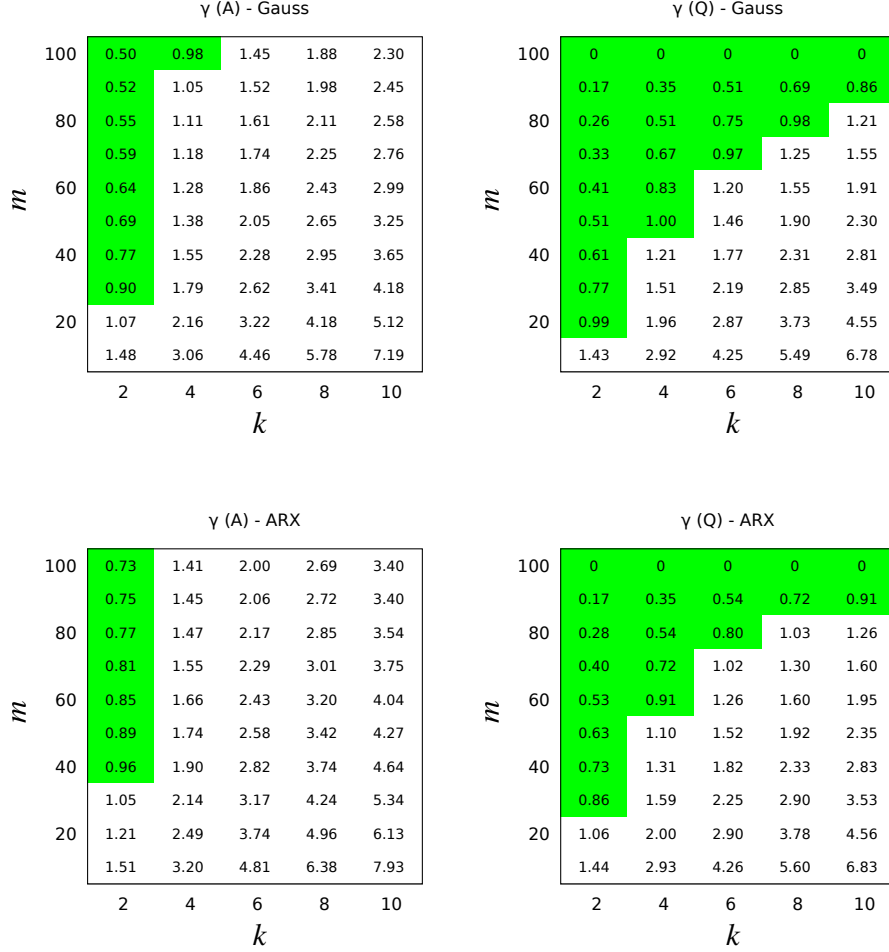 γ (A) - Gauss
100 0.50 0.98 1.45 1.88 2.30
0.52 1.05 1.52 1.98 2.45
80 0.55 1.11 1.61 2.11 2.58
0.59 1.18 1.74 2.25 2.76
60 0.64 1.28 1.86 2.43 2.99
0.69 1.38 2.05 2.65 3.25
40 0.77 1.55 2.28 2.95 3.65
0.90 1.79 2.62 3.41 4.18
20 1.07 2.16 3.22 4.18 5.12
1.48 3.06 4.46 5.78 7.19
2 4 6 8 10
m
k
γ (Q) - Gauss
100 0 0 0 0 0
0.17 0.35 0.51 0.69 0.86
80 0.26 0.51 0.75 0.98 1.21
0.33 0.67 0.97 1.25 1.55
60 0.41 0.83 1.20 1.55 1.91
0.51 1.00 1.46 1.90 2.30
40 0.61 1.21 1.77 2.31 2.81
0.77 1.51 2.19 2.85 3.49
20 0.99 1.96 2.87 3.73 4.55
1.43 2.92 4.25 5.49 6.78
2 4 6 8 10
m
k
γ (A) - ARX
100 0.73 1.41 2.00 2.69 3.40
0.75 1.45 2.06 2.72 3.40
80 0.77 1.47 2.17 2.85 3.54
0.81 1.55 2.29 3.01 3.75
60 0.85 1.66 2.43 3.20 4.04
0.89 1.74 2.58 3.42 4.27
40 0.96 1.90 2.82 3.74 4.64
1.05 2.14 3.17 4.24 5.34
20 1.21 2.49 3.74 4.96 6.13
1.51 3.20 4.81 6.38 7.93
2 4 6 8 10
m
k
γ (Q) - ARX
100 0 0 0 0 0
0.17 0.35 0.54 0.72 0.91
80 0.28 0.54 0.80 1.03 1.26
0.40 0.72 1.02 1.30 1.60
60 0.53 0.91 1.26 1.60 1.95
0.63 1.10 1.52 1.92 2.35
40 0.73 1.31 1.82 2.33 2.83
0.86 1.59 2.25 2.90 3.53
20 1.06 2.00 2.90 3.78 4.56
1.44 2.93 4.26 5.60 6.83
2 4 6 8 10
m
k